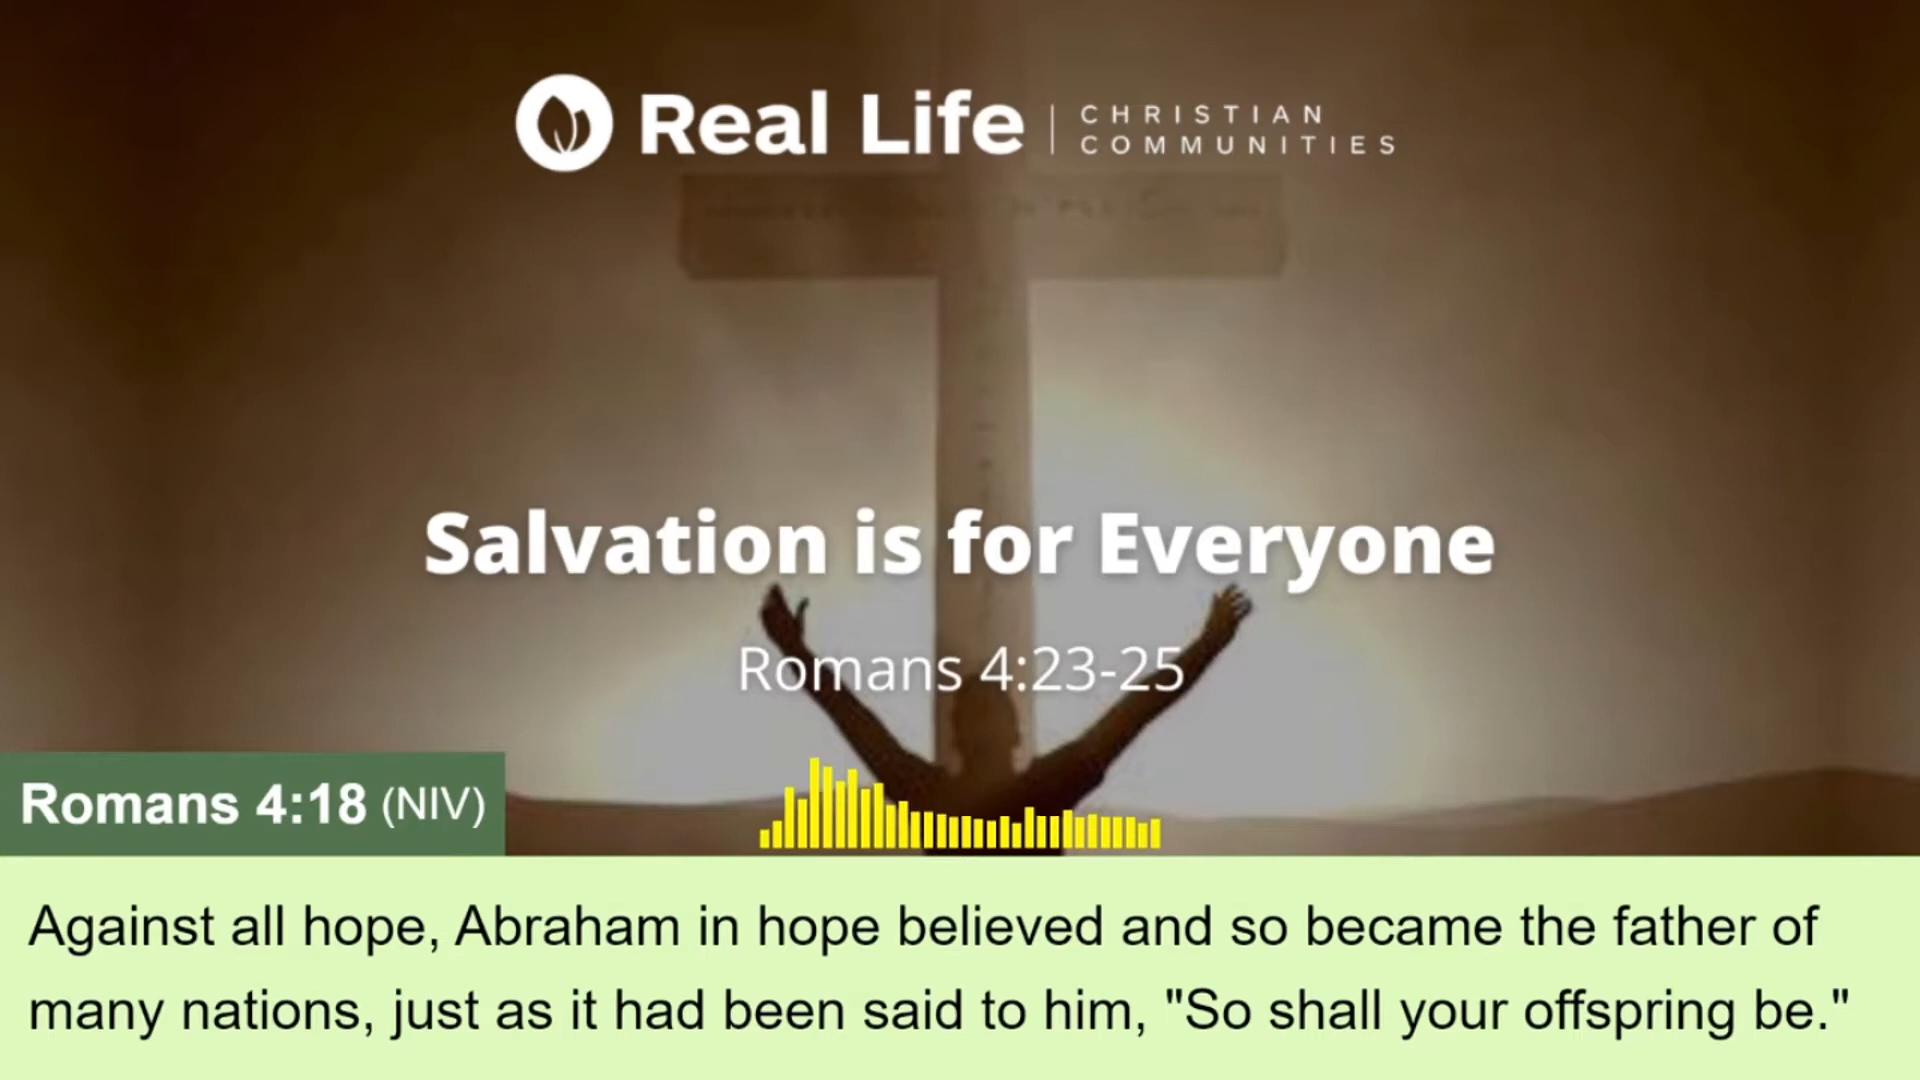 Real Life
CHRISTIAN
COMMUNITIES
Salvation is for Everyone
Romans 4:23-25
Romans 4:18 (NIV)
Against all hope, Abraham in hope believed and so became the father of
many nations, just as it had been said to him, "So shall your offspring be."